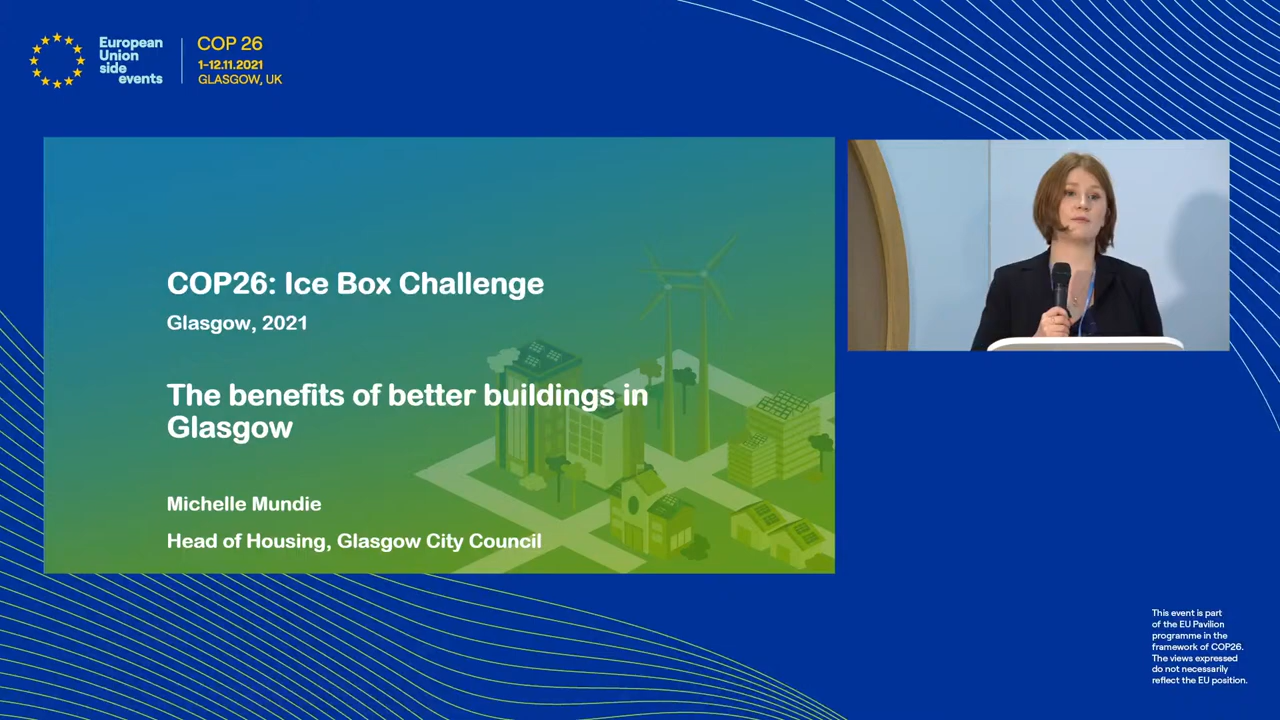 European
Union
side
events
COP 26
1-12.11.2021
GLASGOW, UK
COP26: Ice Box Challenge
Glasgow, 2021
The benefits of better buildings in
Glasgow
Michelle Mundie
Head of Housing, Glasgow City Council
This event is part
of the EU Pavilion
programme in the
framework of COP26.
The views expressed
do not necessarily
reflect the EU position.